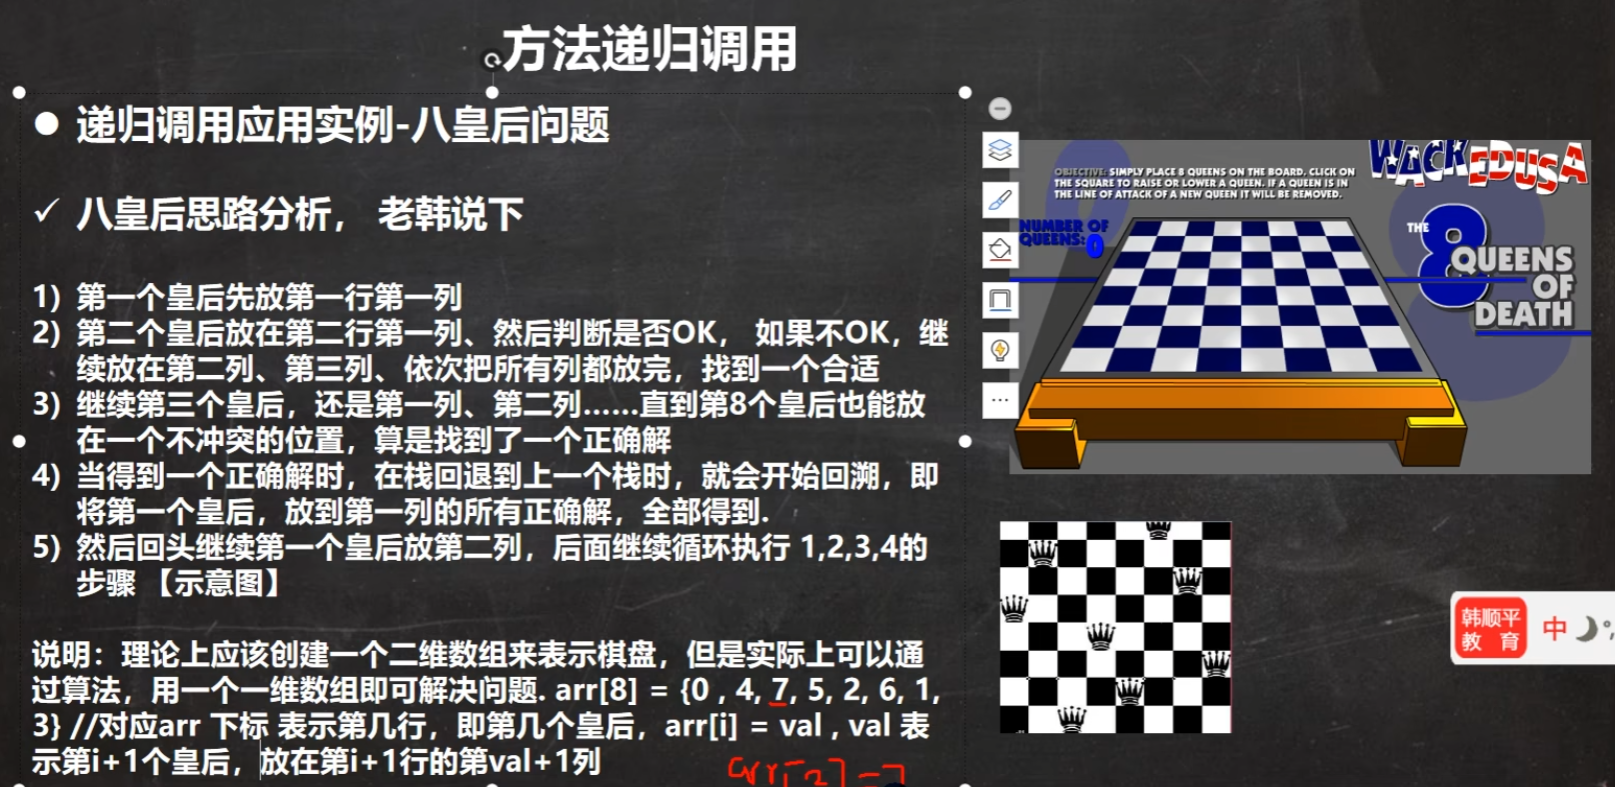 方法递归调用
● 递归调用应用实例-八皇后问题
✓ 八皇后思路分析， 老韩说下
1) 第一个皇后先放第一行第一列
2) 第二个皇后放在第二行第一列、然后判断是否OK， 如果不OK，继
续放在第二列、第三列、依次把所有列都放完，找到一个合适
3) 继续第三个皇后，还是第一列、第二列……直到第8个皇后也能放
在一个不冲突的位置，算是找到了一个正确解
4) 当得到一个正确解时，在栈回退到上一个栈时，就会开始回溯，即
将第一个皇后，放到第一列的所有正确解，全部得到.
5) 然后回头继续第一个皇后放第二列，后面继续循环执行 1,2,3,4的
步骤 【示意图】
说明：理论上应该创建一个二维数组来表示棋盘，但是实际上可以通
过算法，用一个一维数组即可解决问题. arr[8] = {0 , 4, 7, 5, 2, 6, 1,
3} //对应arr 下标 表示第几行，即第几个皇后，arr[i] = val , val 表
示第i+1个皇后，放在第i+1行的第val+1列
arr[2] = 7
WACKEDUSA
OBJECTIVE: SIMPLY PLACE 8 QUEENS ON THE BOARD. CLICK ON
THE SQUARE TO RAISE OR LOWER A QUEEN. IF A QUEEN IS IN
THE LINE OF ATTACK OF A NEW QUEEN IT WILL BE REMOVED.
NUMBER OF
QUEENS: 0
THE 8
QUEENS
OF
DEATH
韩顺平 中
教 育